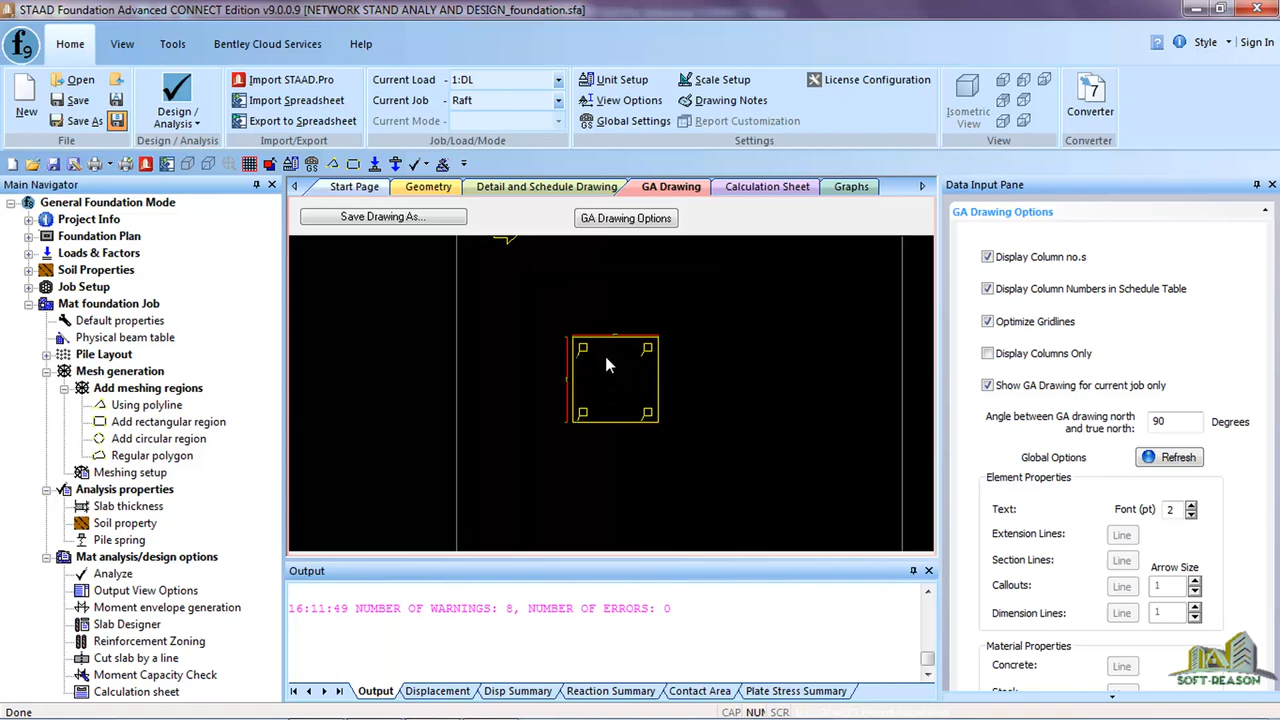 STAAD Foundation Advanced CONNECT Edition v9.0.0.9 [NETWORK STAND ANALY AND DESIGN_foundation.sfa]
Home View Tools Bentley Cloud Services Help
Style Sign In
New
Open
Save
Save As
File
Design / Analysis
Design / Analysis
Import STAAD.Pro
Import Spreadsheet
Export to Spreadsheet
Import/Export
Current Load 1:DL
Current Job Raft
Current Mode
Job/Load/Mode
Unit Setup
View Options
Global Settings
Scale Setup
Drawing Notes
Report Customization
License Configuration
Settings
Isometric View
View
7
Converter
Converter
Main Navigator
General Foundation Mode
Project Info
Foundation Plan
Loads & Factors
Soil Properties
Job Setup
Mat foundation Job
Default properties
Physical beam table
Pile Layout
Mesh generation
Add meshing regions
Using polyline
Add rectangular region
Add circular region
Regular polygon
Meshing setup
Analysis properties
Slab thickness
Soil property
Pile spring
Mat analysis/design options
Analyze
Output View Options
Moment envelope generation
Slab Designer
Reinforcement Zoning
Cut slab by a line
Moment Capacity Check
Calculation sheet
Start Page Geometry Detail and Schedule Drawing GA Drawing Calculation Sheet Graphs
Save Drawing As... GA Drawing Options
Output
16:11:49 NUMBER OF WARNINGS: 8, NUMBER OF ERRORS: 0
Output Displacement Disp Summary Reaction Summary Contact Area Plate Stress Summary
Data Input Pane
GA Drawing Options
Display Column no.s
Display Column Numbers in Schedule Table
Optimize Gridlines
Display Columns Only
Show GA Drawing for current job only
Angle between GA drawing north and true north: 90 Degrees
Global Options Refresh
Element Properties
Text: Font (pt) 2
Extension Lines: Line
Section Lines: Line Arrow Size
Callouts: Line 1
Dimension Lines: Line 1
Material Properties
Concrete: Line
SOFT-REASON
Done
CAP NUM SCR